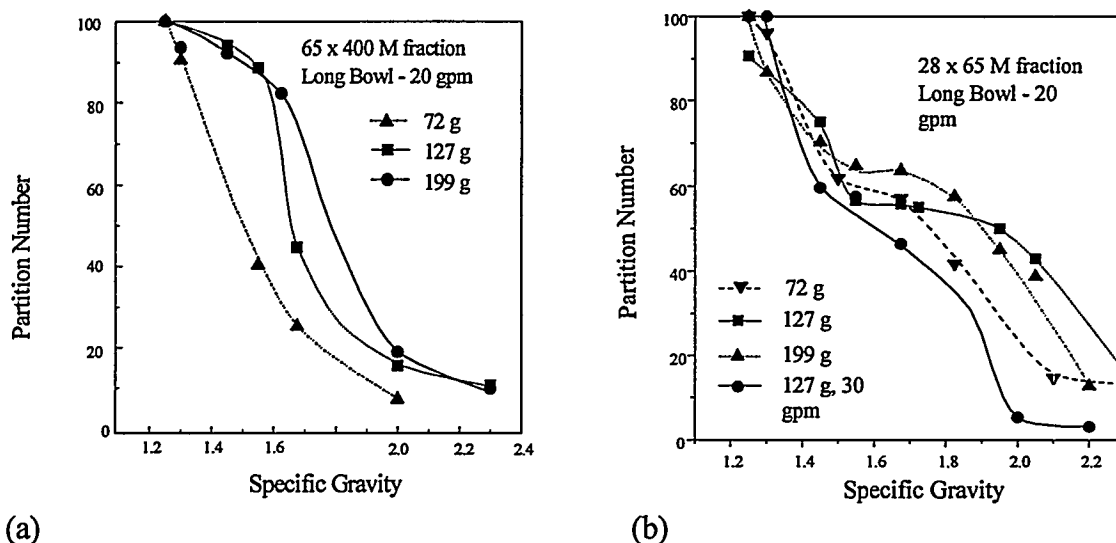 100
80
60
40
20
0
Partition Number
65 x 400 M fraction
Long Bowl - 20 gpm
72 g
127 g
199 g
1.2
1.4
1.6
1.8
2.0
2.2
2.4
Specific Gravity
(a)
100
80
60
40
20
0
Partition Number
28 x 65 M fraction
Long Bowl - 20
gpm
72 g
127 g
199 g
127 g, 30
gpm
1.2
1.4
1.6
1.8
2.0
2.2
Specific Gravity
(b)